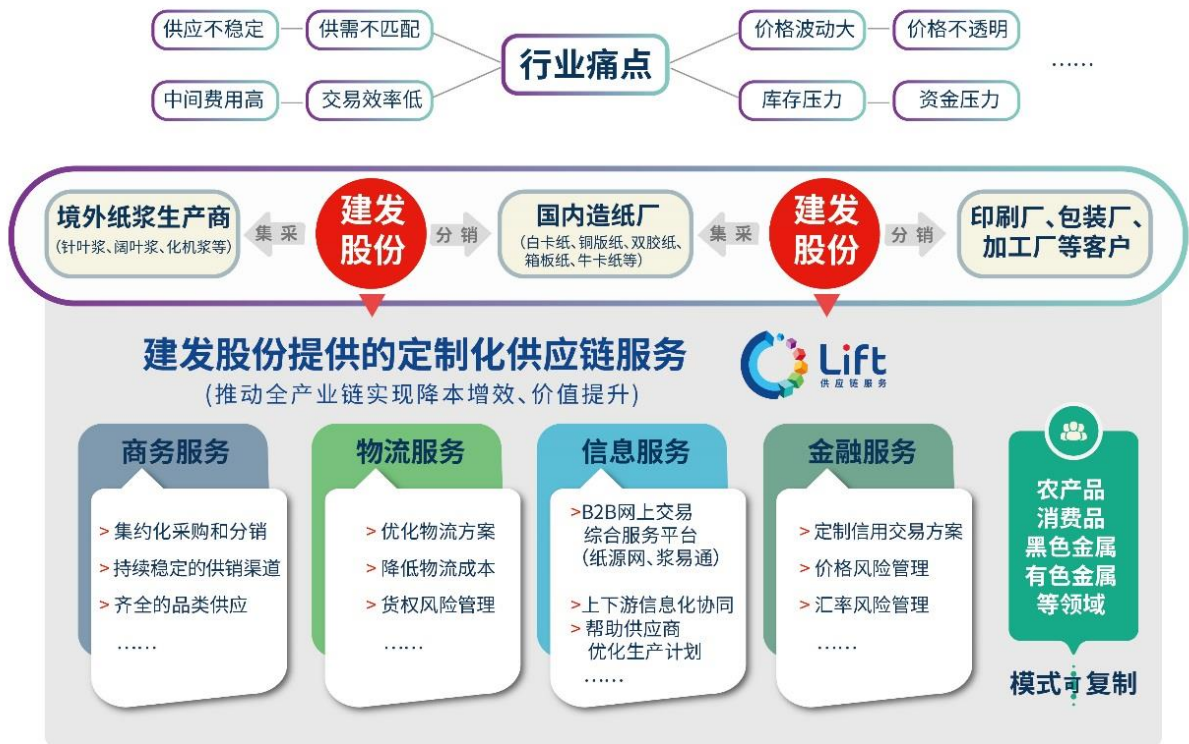 供应不稳定
供需不匹配
行业痛点
价格波动大
价格不透明
……
中间费用高
交易效率低
库存压力
资金压力
境外纸浆生产商
(针叶浆、阔叶浆、化机浆等)
集采
建发
股份
分销
国内造纸厂
(白卡纸、铜版纸、双胶纸、
箱板纸、牛卡纸等)
集采
建发
股份
分销
印刷厂、包装厂、
加工厂等客户
建发股份提供的定制化供应链服务
(推动全产业链实现降本增效、价值提升)
Lift
供应链服务
商务服务
>集约化采购和分销
>持续稳定的供销渠道
>齐全的品类供应
……
物流服务
>优化物流方案
>降低物流成本
>货权风险管理
……
信息服务
>B2B网上交易
综合服务平台
(纸源网、浆易通)
>上下游信息化协同
>帮助供应商
优化生产计划
……
金融服务
>定制信用交易方案
>价格风险管理
>汇率风险管理
……
农产品
消费品
黑色金属
有色金属
等领域
模式可复制